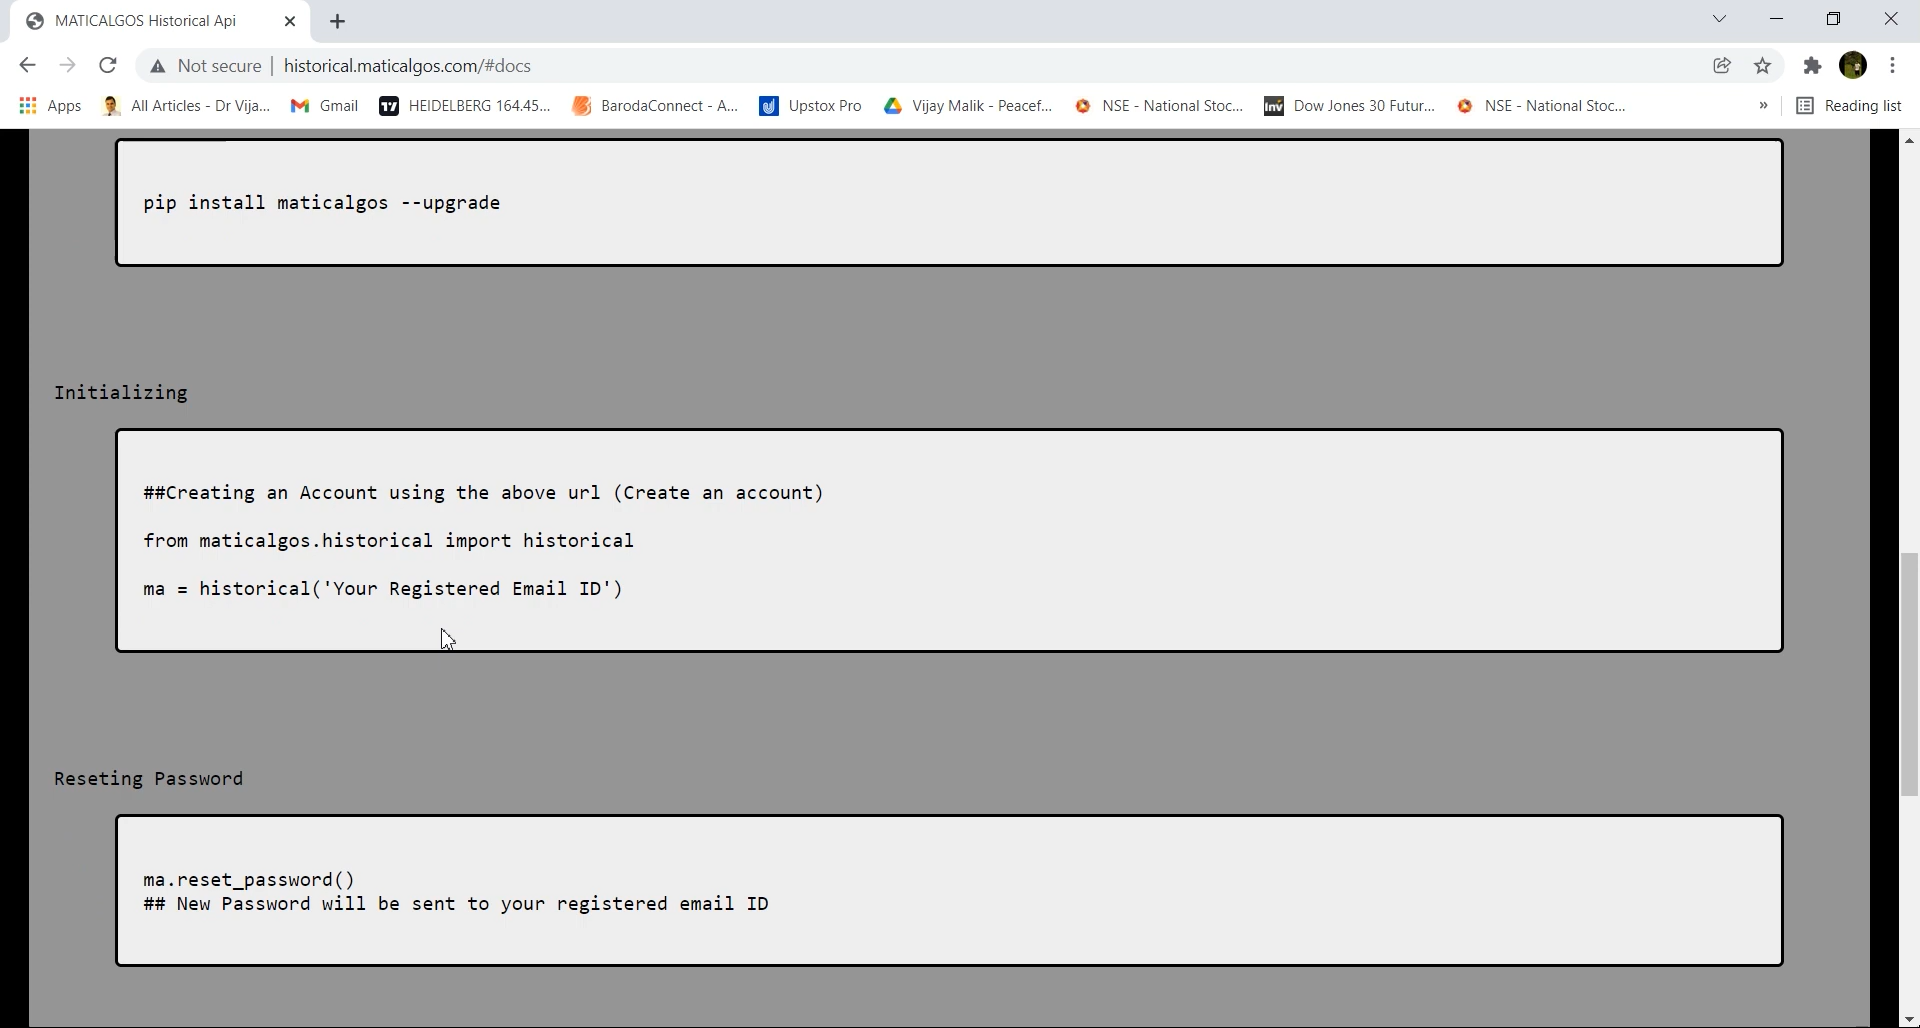 MATICALGOS Historical Api
Not secure
historical.maticalgos.com/#docs
Apps
All Articles - Dr Vija...
Gmail
HEIDELBERG 164.45...
BarodaConnect - A...
Upstox Pro
Vijay Malik - Peacef...
NSE - National Stoc...
Inv
Dow Jones 30 Futur...
NSE - National Stoc...
»
Reading list
pip install maticalgos --upgrade
Initializing
##Creating an Account using the above url (Create an account)
from maticalgos.historical import historical
ma = historical('Your Registered Email ID')
Reseting Password
ma.reset_password()
## New Password will be sent to your registered email ID